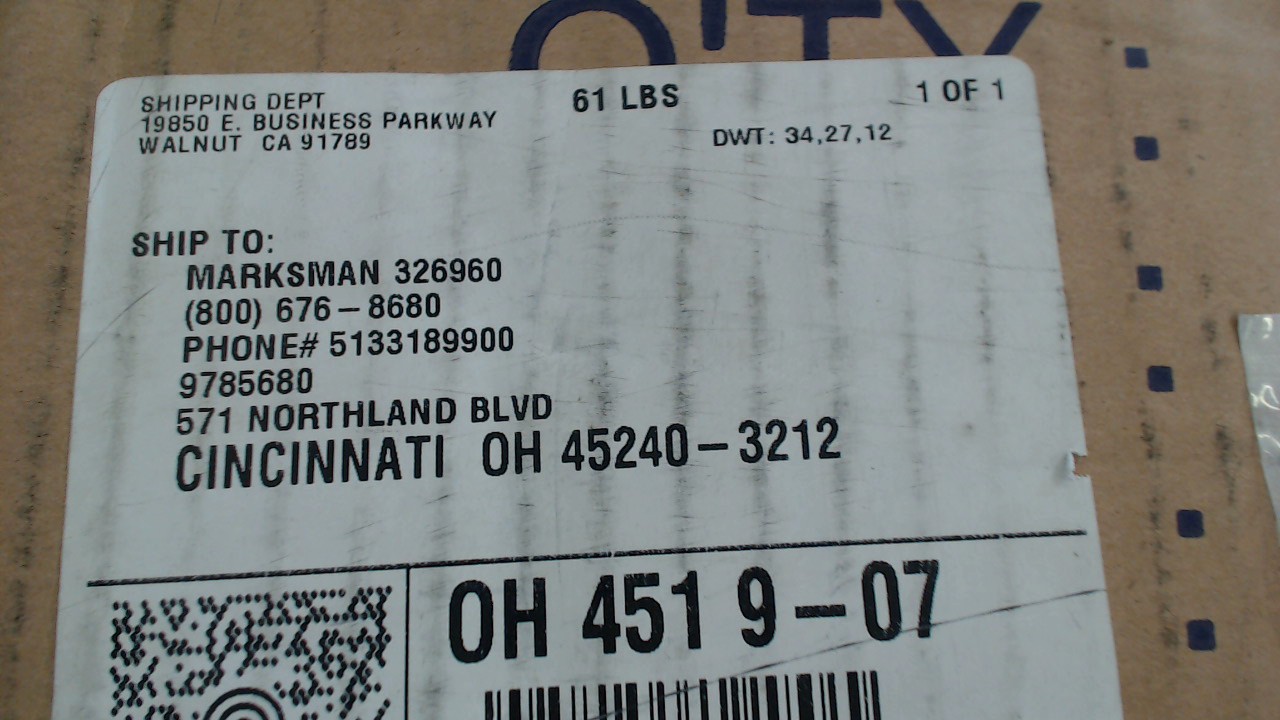 Q'TY
SHIPPING DEPT
19850 E. BUSINESS PARKWAY
WALNUT CA 91789
61 LBS
1 OF 1
DWT: 34,27,12
SHIP TO:
MARKSMAN 326960
(800) 676-8680
PHONE# 5133189900
9785680
571 NORTHLAND BLVD
CINCINNATI OH 45240-3212
OH 451 9-07